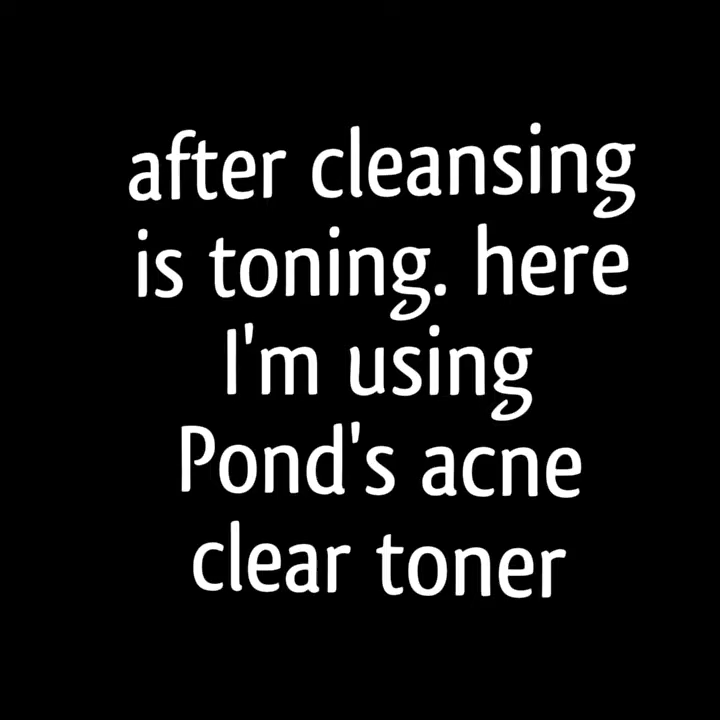 after cleansing
is toning. here
I'm using
Pond's acne
clear toner